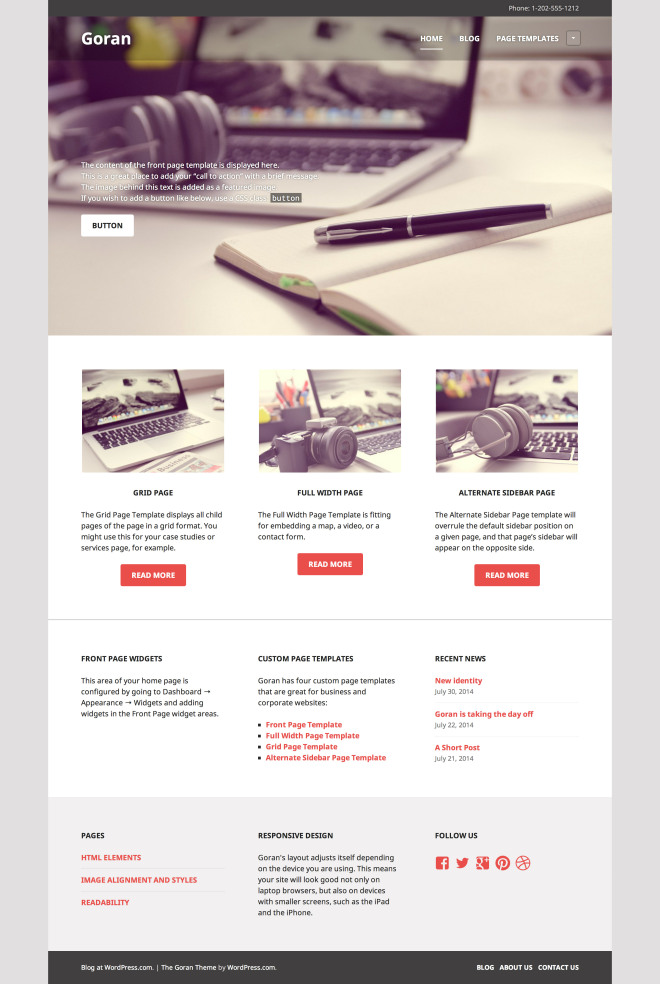 Phone: 1-202-555-1212
Goran
HOME BLOG PAGE TEMPLATES
The content of the front page template is displayed here.
This is a great place to add your "call to action" with a brief message.
The image behind this text is added as a featured image.
If you wish to add a button like below, use a CSS class button
BUTTON
GRID PAGE
The Grid Page Template displays all child
pages of the page in a grid format. You
might use this for your case studies or
services page, for example.
READ MORE
FULL WIDTH PAGE
The Full Width Page Template is fitting
for embedding a map, a video, or a
contact form.
READ MORE
ALTERNATE SIDEBAR PAGE
The Alternate Sidebar Page template will
overrule the default sidebar position on
a given page, and that page's sidebar will
appear on the opposite side.
READ MORE
FRONT PAGE WIDGETS
This area of your home page is
configured by going to Dashboard →
Appearance → Widgets and adding
widgets in the Front Page widget areas.
CUSTOM PAGE TEMPLATES
Goran has four custom page templates
that are great for business and
corporate websites:
Front Page Template
Full Width Page Template
Grid Page Template
Alternate Sidebar Page Template
RECENT NEWS
New identity
July 30, 2014
Goran is taking the day off
July 22, 2014
A Short Post
July 21, 2014
PAGES
HTML ELEMENTS
IMAGE ALIGNMENT AND STYLES
READABILITY
RESPONSIVE DESIGN
Goran's layout adjusts itself depending
on the device you are using. This means
your site will look good not only on
laptop browsers, but also on devices
with smaller screens, such as the iPad
and the iPhone.
FOLLOW US
Blog at WordPress.com. | The Goran Theme by WordPress.com.
BLOG ABOUT US CONTACT US